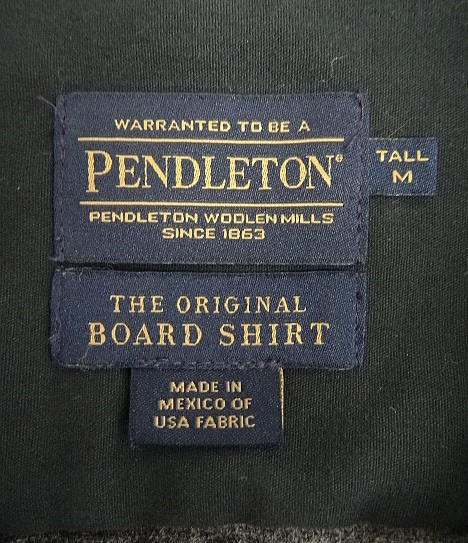 WARRANTED TO BE A
PENDLETON®
PENDLETON WOOLEN MILLS
SINCE 1863
TALL
M
THE ORIGINAL
BOARD SHIRT
MADE IN
MEXICO OF
USA FABRIC